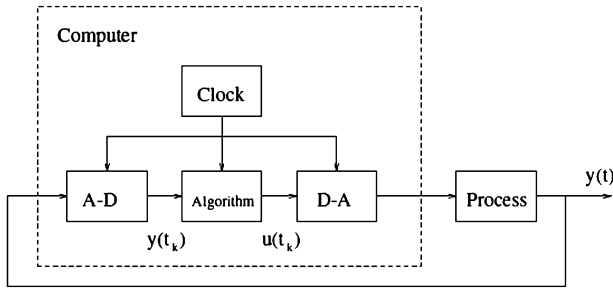 Computer
Clock
A-D
Algorithm
D-A
Process
y(t)
y(t_k)
u(t_k)